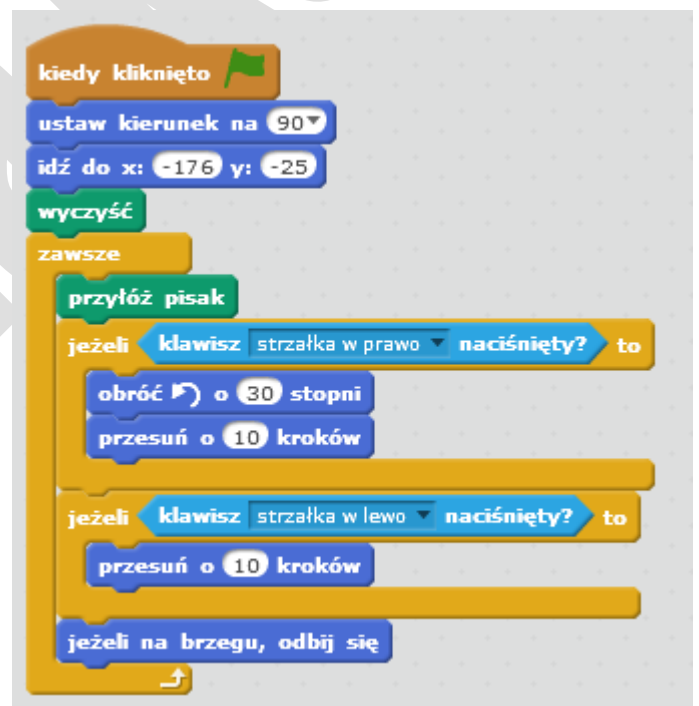 kiedy kliknięto
ustaw kierunek na 90
idź do x: -176 y: -25
wyczyść
zawsze
przyłóż pisak
jeżeli klawisz strzałka w prawo naciśnięty? to
obróć o 30 stopni
przesuń o 10 kroków
jeżeli klawisz strzałka w lewo naciśnięty? to
przesuń o 10 kroków
jeżeli na brzegu, odbij się